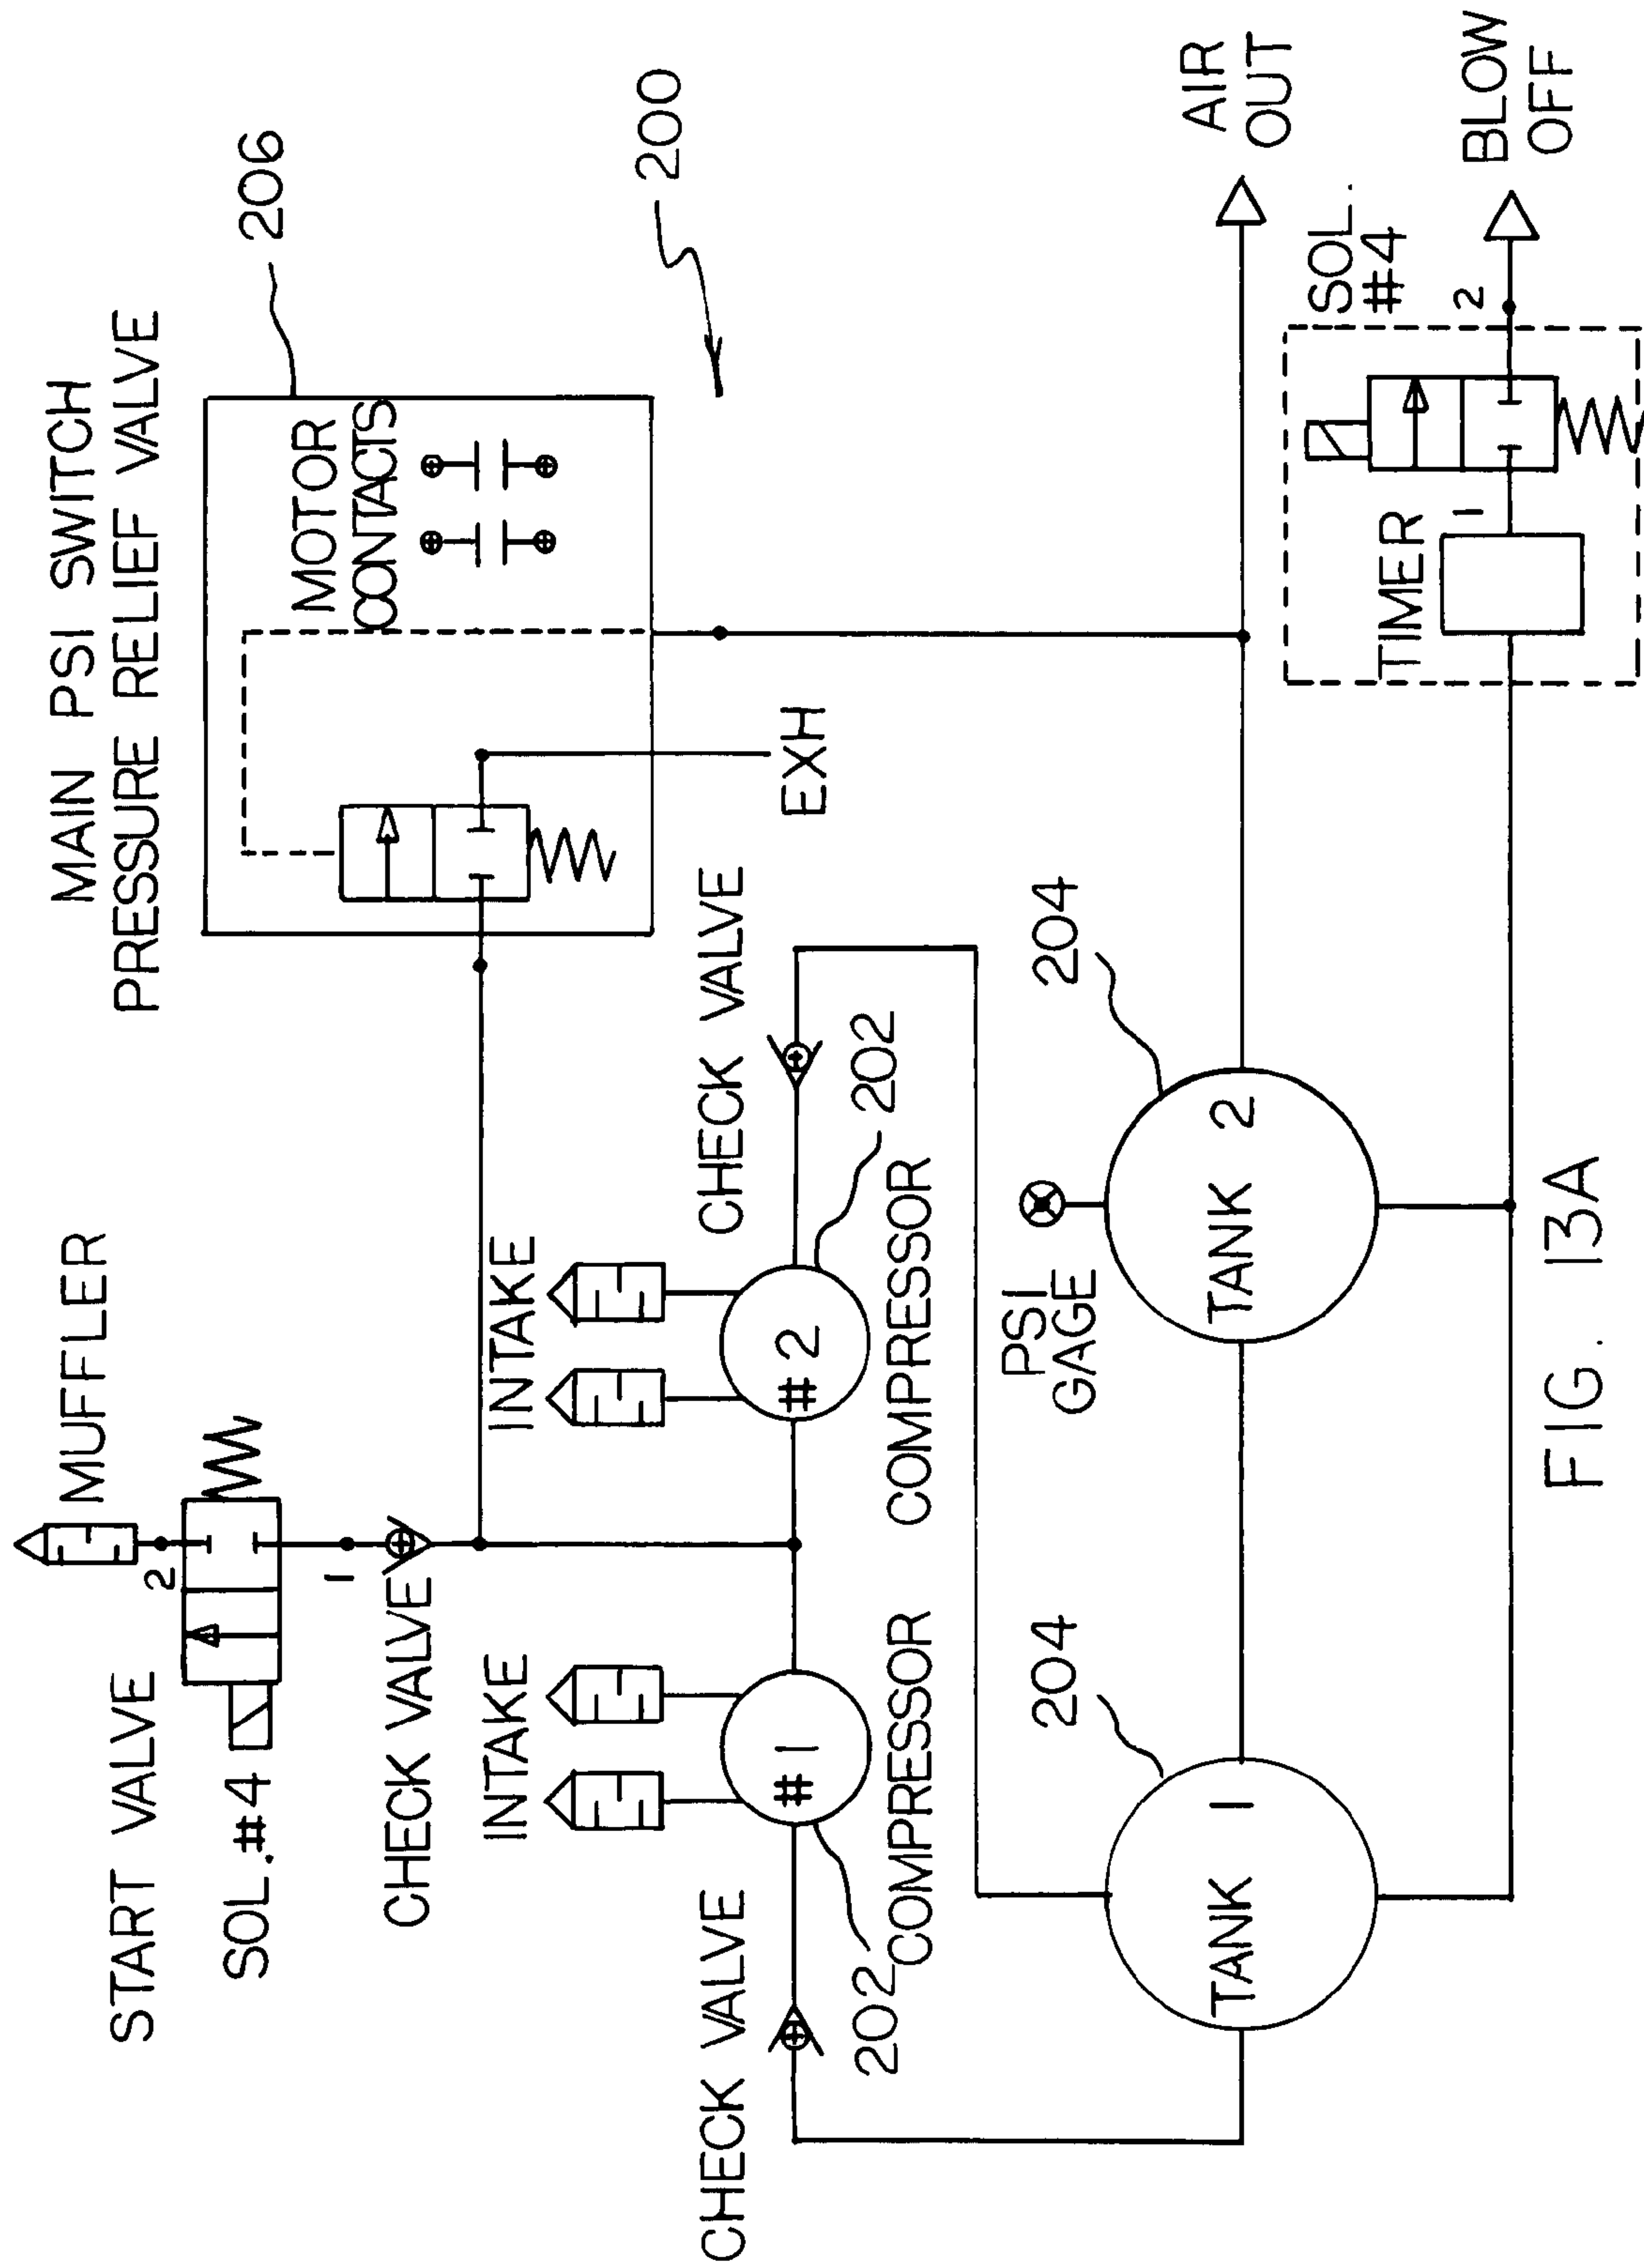 MAIN PSI SWITCH
PRESSURE RELIEF VALVE
206
MOTOR
CONTACTS
200
EXH
MUFFLER
2
1
START VALVE
SOL.#4
CHECK VALVE
INTAKE
INTAKE
CHECK VALVE
CHECK VALVE
#1
#2
202
202
COMPRESSOR
COMPRESSOR
PSI
GAGE
204
204
TANK 1
TANK 2
AIR
OUT
SOL.
#4
TIMER
1
2
BLOW
OFF
FIG. 13A